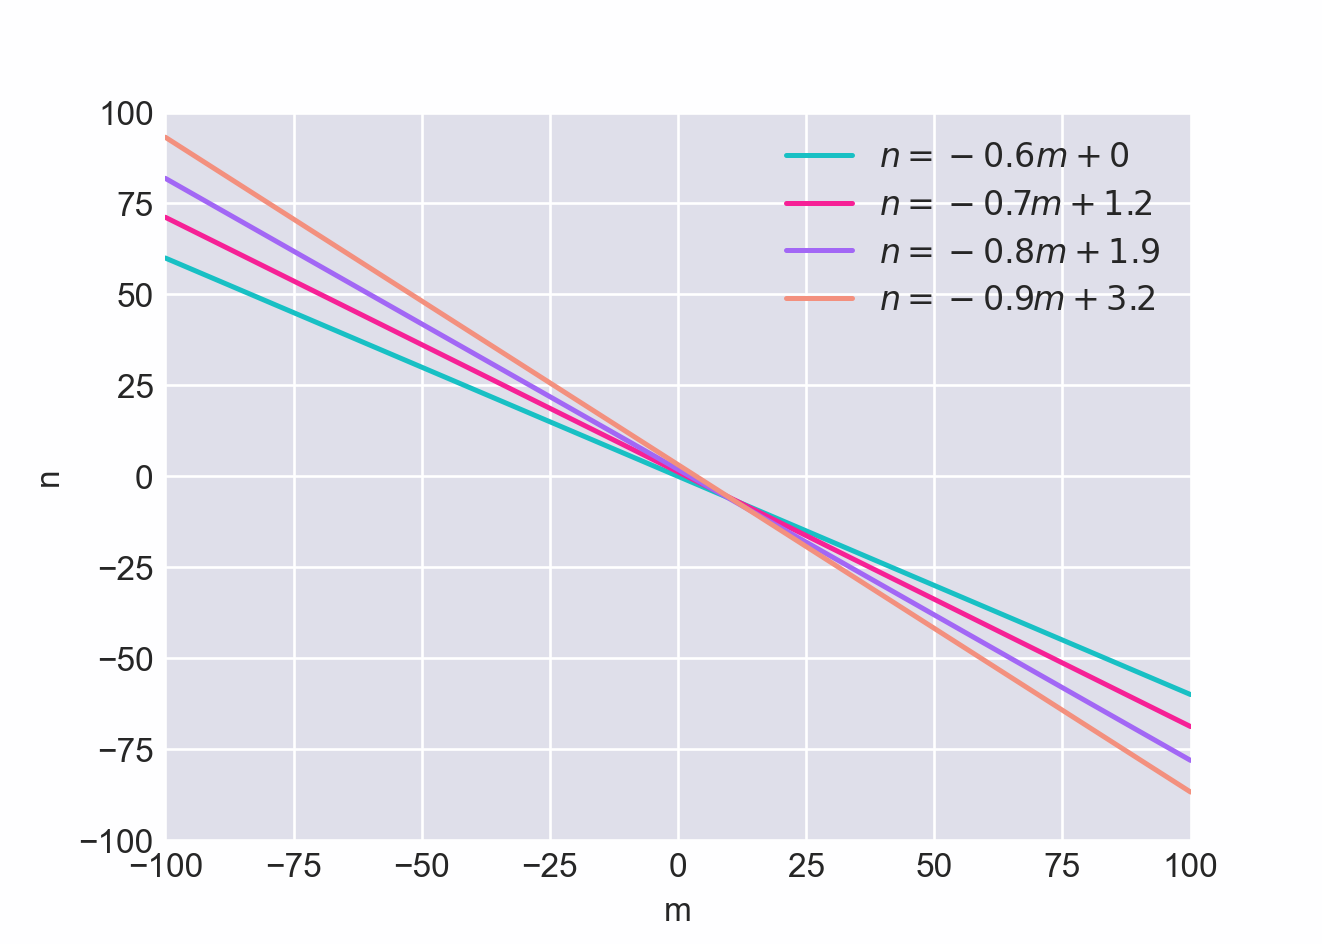 100
75
50
25
0
−25
−50
−75
−100
n
n = −0.6m + 0
n = −0.7m + 1.2
n = −0.8m + 1.9
n = −0.9m + 3.2
−100 −75 −50 −25 0 25 50 75 100
m